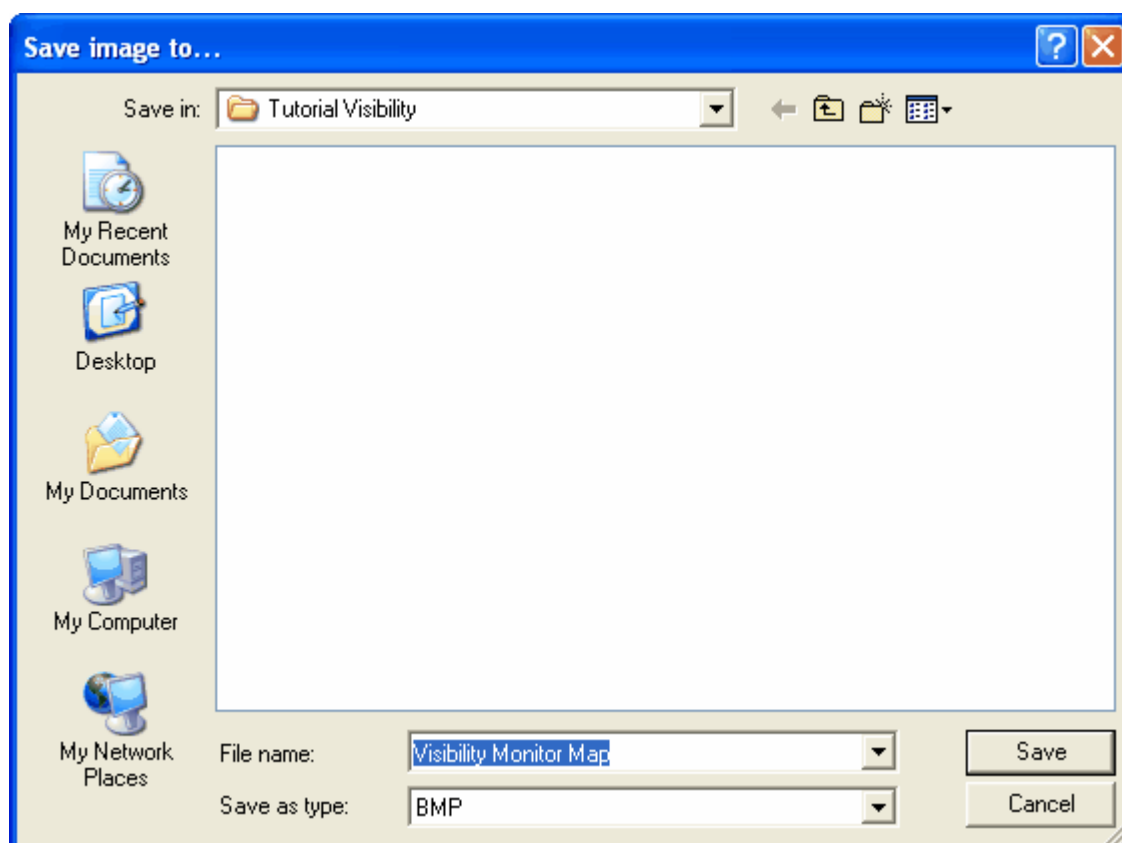 Save image to...
Save in:
Tutorial Visibility
My Recent
Documents
Desktop
My Documents
My Computer
My Network
Places
File name:
Visibility Monitor Map
Save
Save as type:
BMP
Cancel